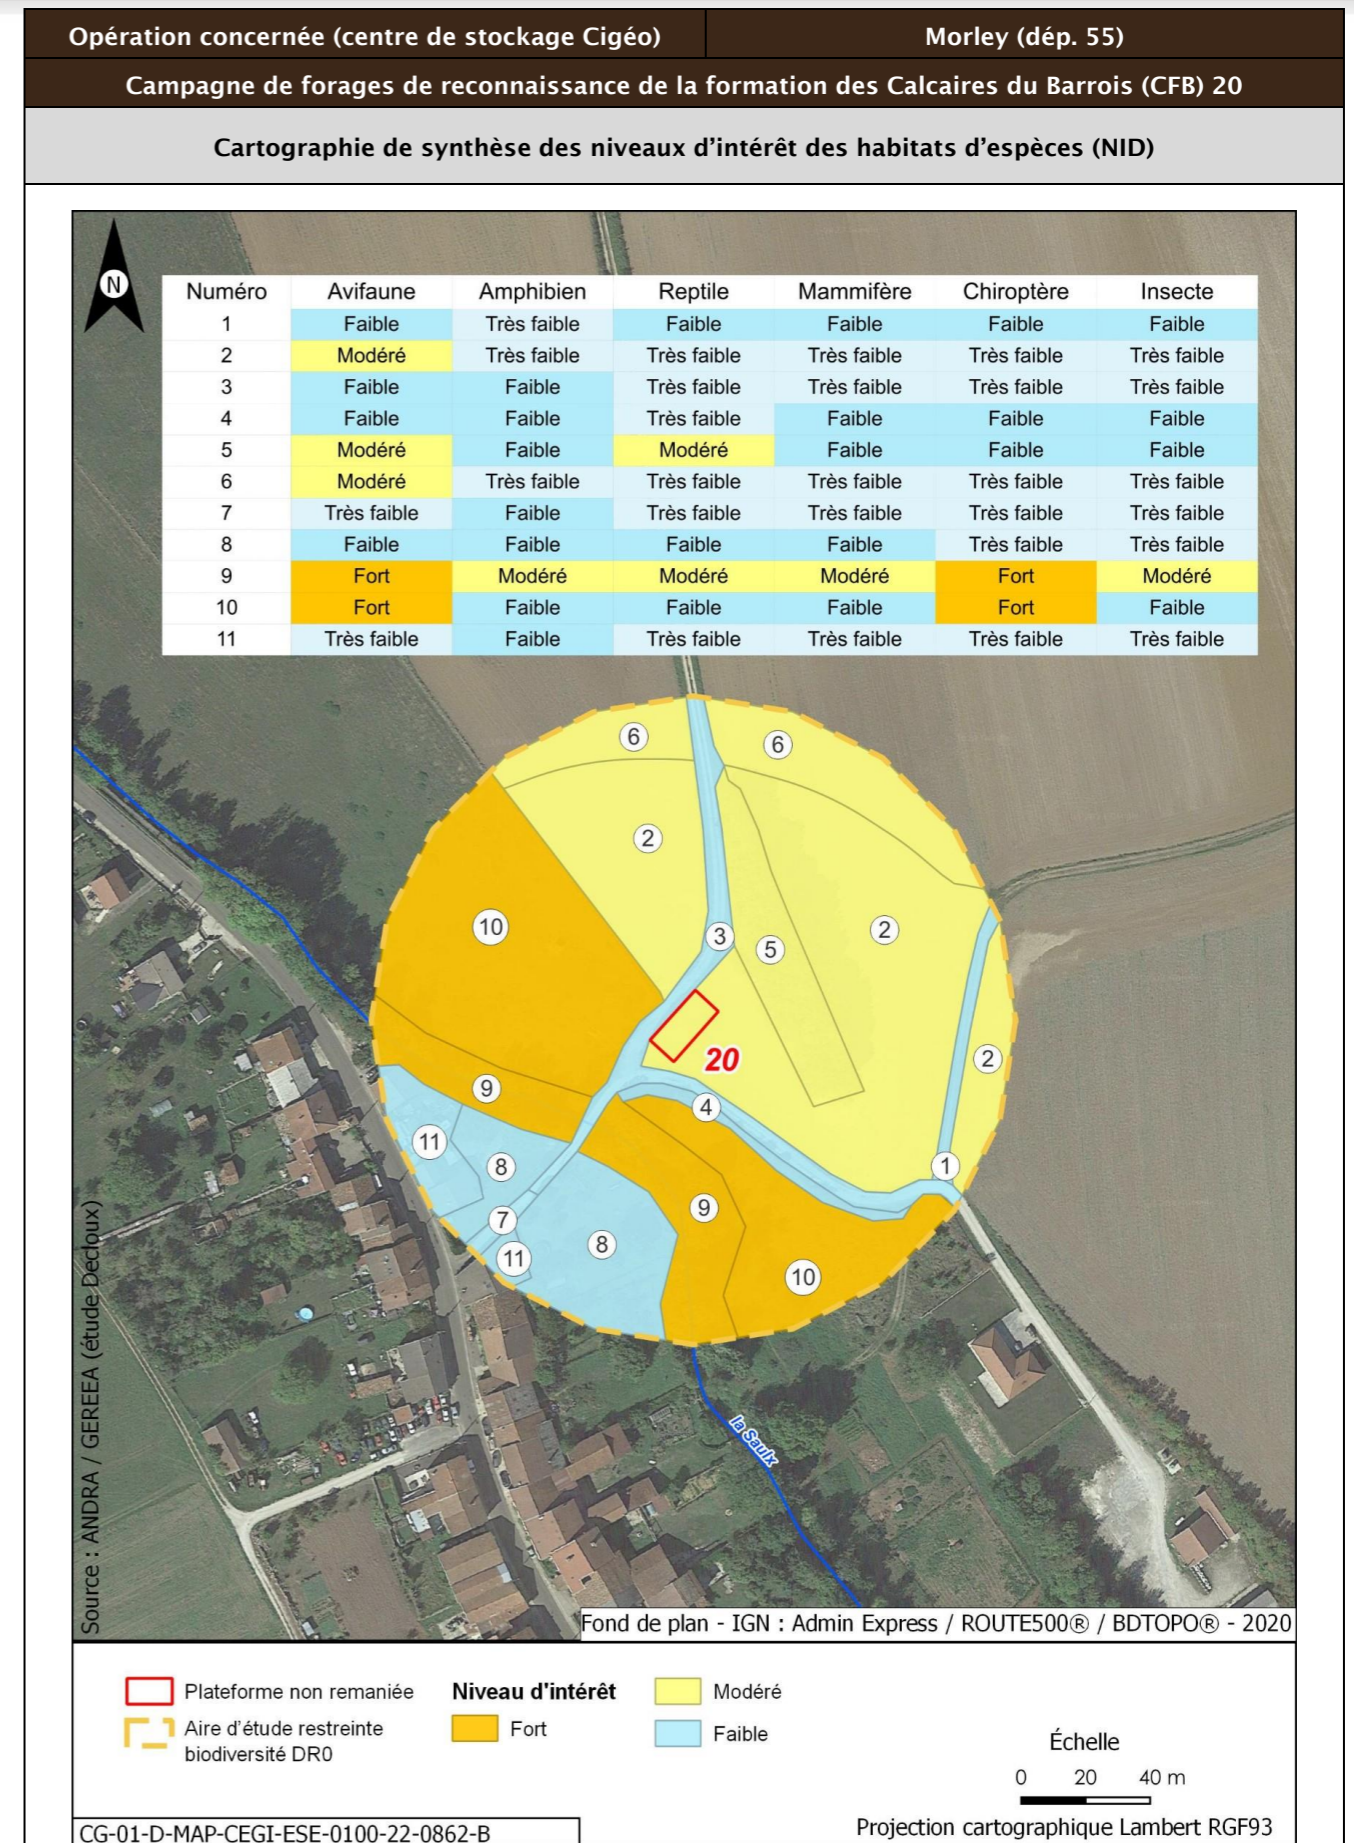 Opération concernée (centre de stockage Cigéo) Morley (dép. 55)
Campagne de forages de reconnaissance de la formation des Calcaires du Barrois (CFB) 20
Cartographie de synthèse des niveaux d’intérêt des habitats d’espèces (NID)
N
Numéro Avifaune Amphibien Reptile Mammifère Chiroptère Insecte
1 Faible Très faible Faible Faible Faible Faible
2 Modéré Très faible Très faible Très faible Très faible Très faible
3 Faible Faible Très faible Très faible Très faible Très faible
4 Faible Faible Très faible Faible Faible Faible
5 Modéré Faible Modéré Faible Faible Faible
6 Modéré Très faible Très faible Très faible Très faible Très faible
7 Très faible Faible Très faible Très faible Très faible Très faible
8 Faible Faible Faible Faible Très faible Très faible
9 Fort Modéré Modéré Modéré Fort Modéré
10 Fort Faible Faible Faible Fort Faible
11 Très faible Faible Très faible Très faible Très faible Très faible
6
6
2
10
3
5
2
20
2
9
4
11
8
1
7
9
8
11
10
la Saulx
Source : ANDRA / GEREEA (étude Decloux)
Fond de plan - IGN : Admin Express / ROUTE500® / BDTOPO® - 2020
Plateforme non remaniée
Aire d’étude restreinte
biodiversité DR0
Niveau d'intérêt
Fort
Modéré
Faible
Échelle
0 20 40 m
Projection cartographique Lambert RGF93
CG-01-D-MAP-CEGI-ESE-0100-22-0862-B